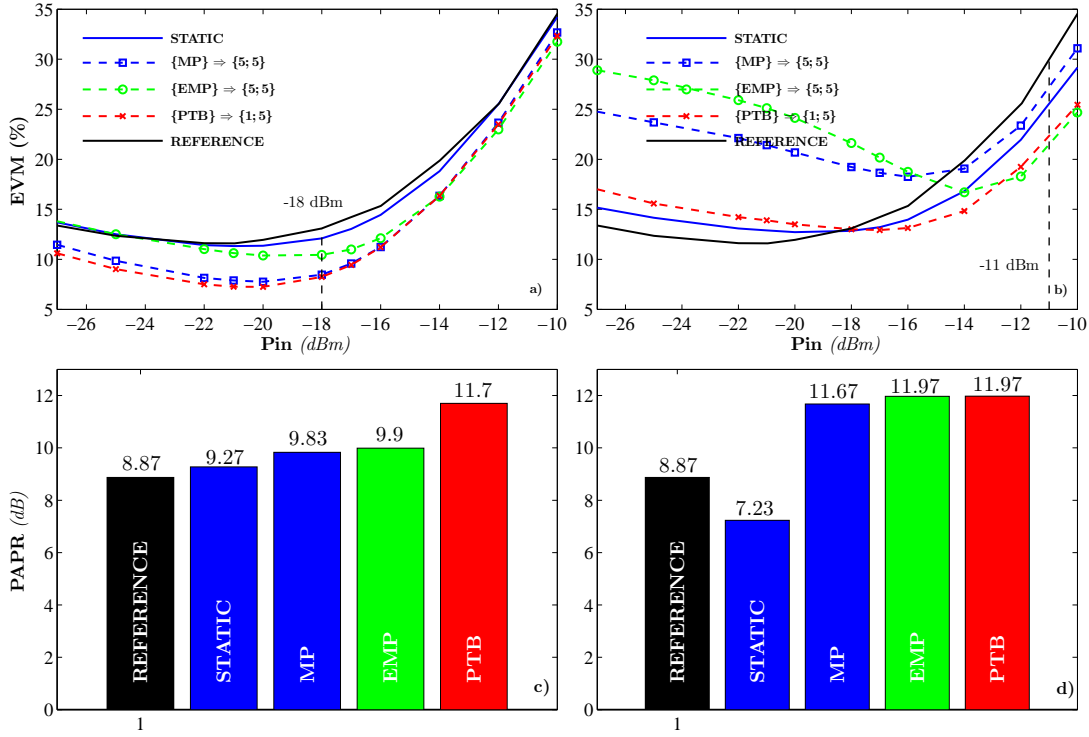 35
30
25
20
15
10
5
EVM (%)
STATIC
{MP} ⇒ {5; 5}
{EMP} ⇒ {5; 5}
{PTB} ⇒ {1; 5}
REFERENCE
-18 dBm
a)
−26 −24 −22 −20 −18 −16 −14 −12 −10
Pin (dBm)
35
30
25
20
15
10
5
STATIC
{MP} ⇒ {5; 5}
{EMP} ⇒ {5; 5}
{PTB} ⇒ {1; 5}
REFERENCE
-11 dBm
b)
−26 −24 −22 −20 −18 −16 −14 −12 −10
Pin (dBm)
12
10
8
6
4
2
0
PAPR (dB)
8.87
9.27
9.83
9.9
11.7
REFERENCE
STATIC
MP
EMP
PTB
c)
1
12
10
8
6
4
2
0
8.87
7.23
11.67
11.97
11.97
REFERENCE
STATIC
MP
EMP
PTB
d)
1